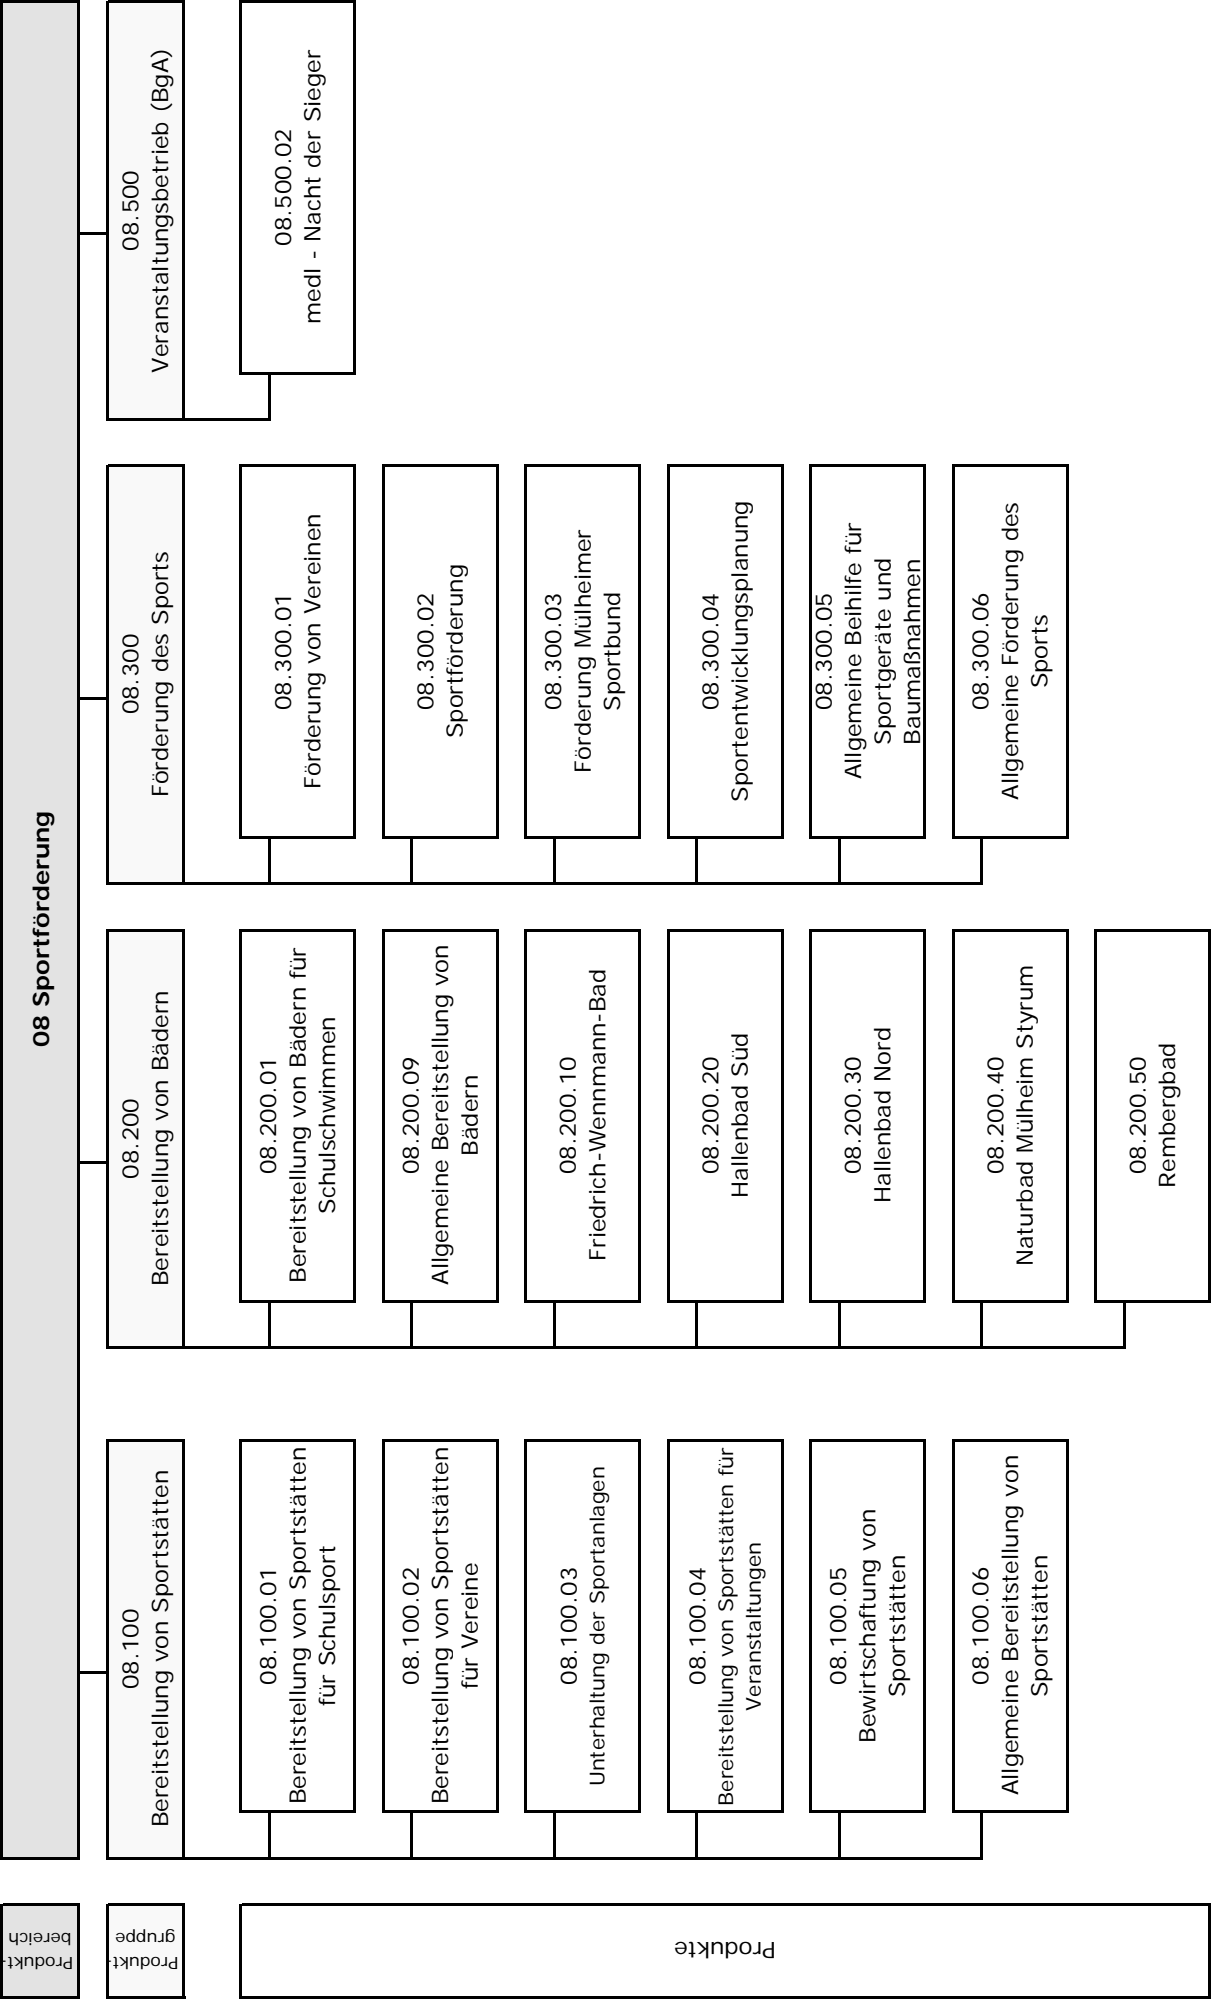 Produkt-
bereich
08 Sportförderung
Produkt-
gruppe
08.100
Bereitstellung von Sportstätten
08.200
Bereitstellung von Bädern
08.300
Förderung des Sports
08.500
Veranstaltungsbetrieb (BgA)
Produkte
08.100.01
Bereitstellung von Sportstätten
für Schulsport
08.100.02
Bereitstellung von Sportstätten
für Vereine
08.100.03
Unterhaltung der Sportanlagen
08.100.04
Bereitstellung von Sportstätten für
Veranstaltungen
08.100.05
Bewirtschaftung von
Sportstätten
08.100.06
Allgemeine Bereitstellung von
Sportstätten
08.200.01
Bereitstellung von Bädern für
Schulschwimmen
08.200.09
Allgemeine Bereitstellung von
Bädern
08.200.10
Friedrich-Wennmann-Bad
08.200.20
Hallenbad Süd
08.200.30
Hallenbad Nord
08.200.40
Naturbad Mülheim Styrum
08.200.50
Rembergbad
08.300.01
Förderung von Vereinen
08.300.02
Sportförderung
08.300.03
Förderung Mülheimer
Sportbund
08.300.04
Sportentwicklungsplanung
08.300.05
Allgemeine Beihilfe für
Sportgeräte und
Baumaßnahmen
08.300.06
Allgemeine Förderung des
Sports
08.500.02
medl - Nacht der Sieger